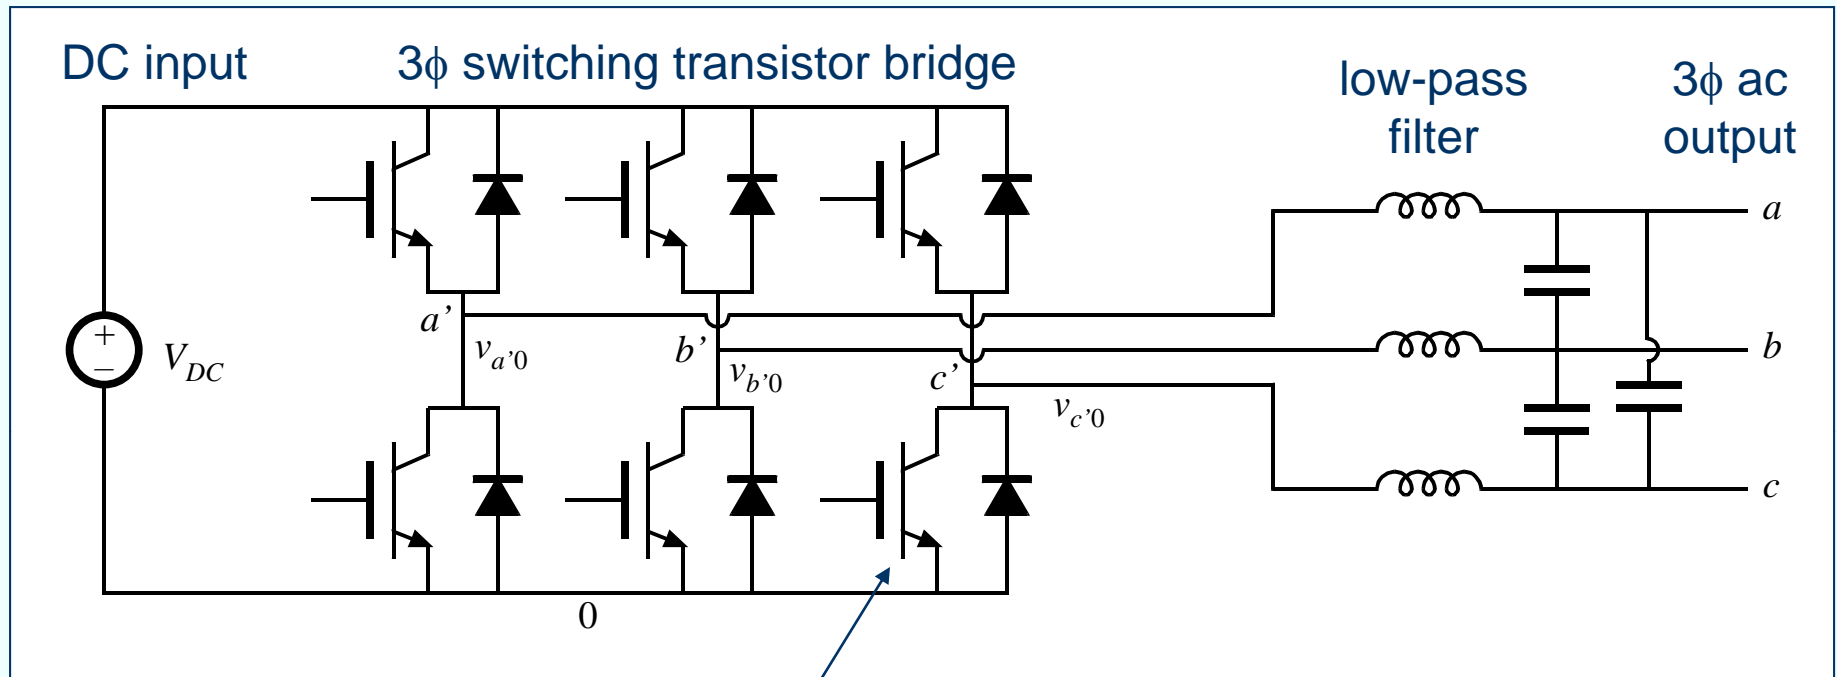 DC input
3ϕ switching transistor bridge
low-pass
filter
3ϕ ac
output
a
a’
+
−
V_DC
v_a’0
b’
v_b’0
b
c’
v_c’0
c
0